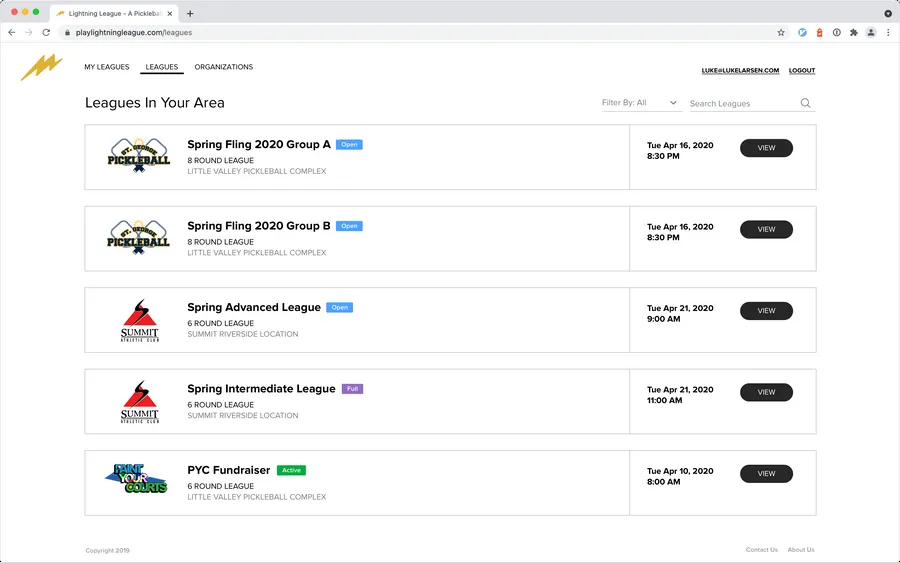 Lightning League - A Pickleball
playlightningleague.com/leagues
MY LEAGUES
LEAGUES
ORGANIZATIONS
LUKE@LUKELARSEN.COM
LOGOUT
Leagues In Your Area
Filter By: All
Search Leagues
ST. GEORGE
PICKLEBALL
Spring Fling 2020 Group A
Open
8 ROUND LEAGUE
LITTLE VALLEY PICKLEBALL COMPLEX
Tue Apr 16, 2020
8:30 PM
VIEW
ST. GEORGE
PICKLEBALL
Spring Fling 2020 Group B
Open
8 ROUND LEAGUE
LITTLE VALLEY PICKLEBALL COMPLEX
Tue Apr 16, 2020
8:30 PM
VIEW
SUMMIT
ATHLETIC CLUB
Spring Advanced League
Open
6 ROUND LEAGUE
SUMMIT RIVERSIDE LOCATION
Tue Apr 21, 2020
9:00 AM
VIEW
SUMMIT
ATHLETIC CLUB
Spring Intermediate League
Full
6 ROUND LEAGUE
SUMMIT RIVERSIDE LOCATION
Tue Apr 21, 2020
11:00 AM
VIEW
PAINT
YOUR
COURTS
PYC Fundraiser
Active
6 ROUND LEAGUE
LITTLE VALLEY PICKLEBALL COMPLEX
Tue Apr 10, 2020
8:00 AM
VIEW
Copyright 2019
Contact Us
About Us